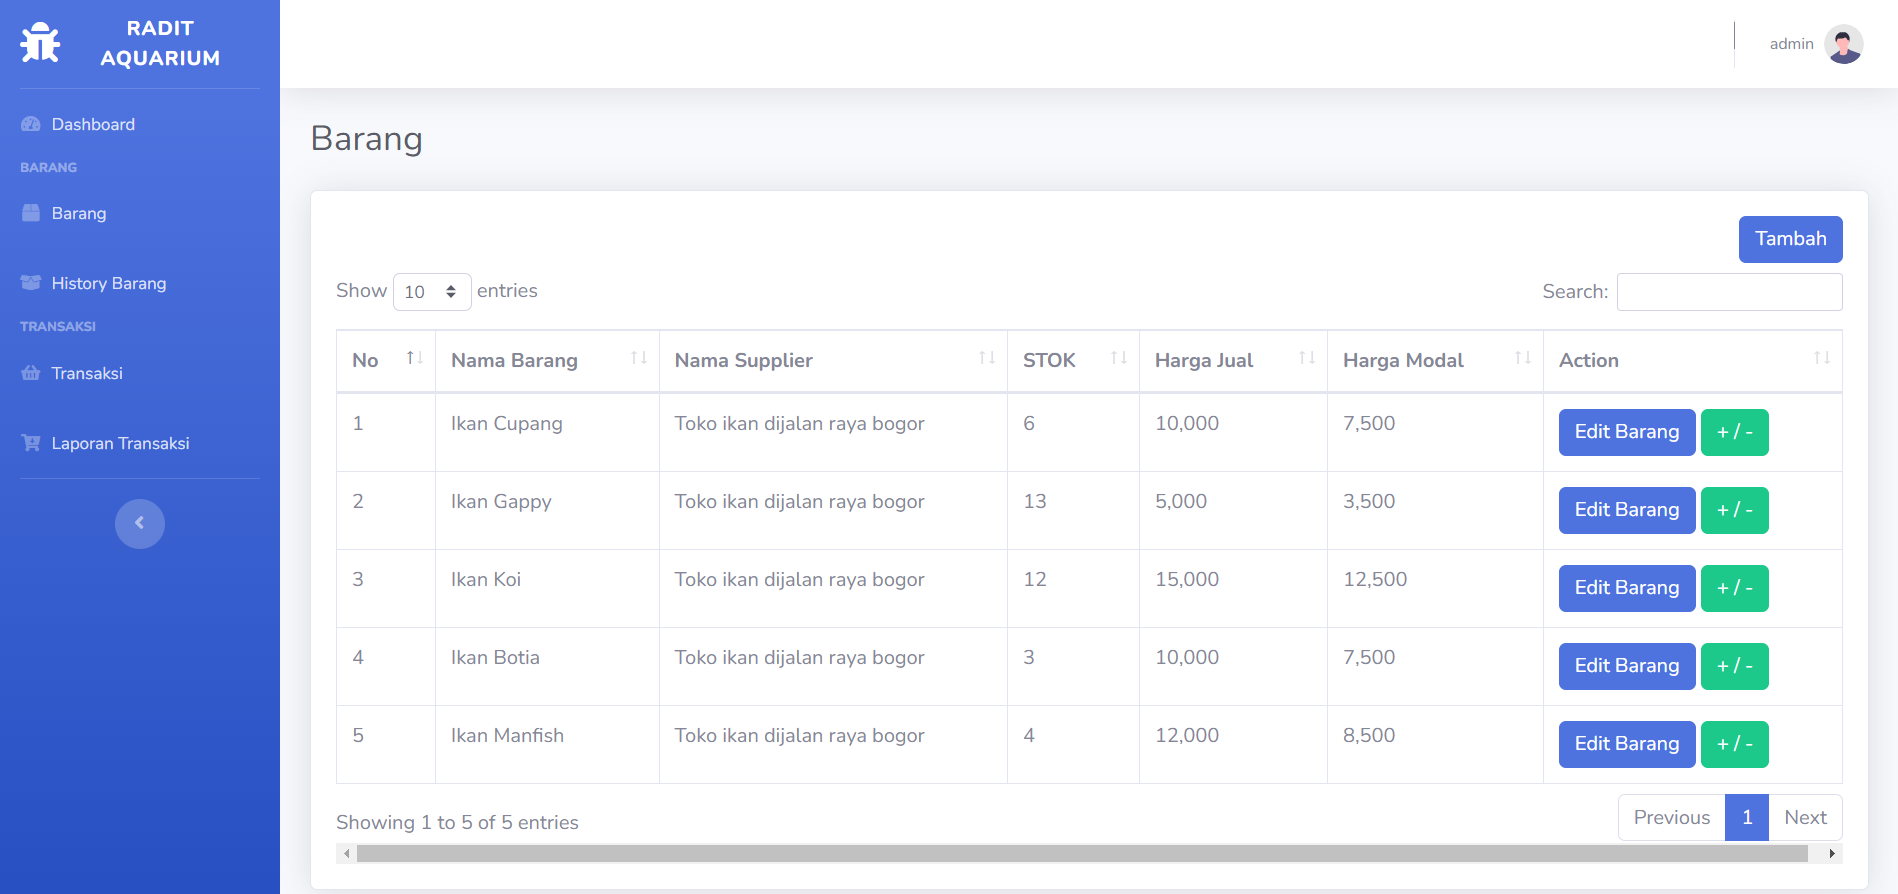 RADIT
AQUARIUM
Dashboard
BARANG
Barang
History Barang
TRANSAKSI
Transaksi
Laporan Transaksi
admin
Barang
Tambah
Show 10 entries Search:
No Nama Barang Nama Supplier STOK Harga Jual Harga Modal Action
1 Ikan Cupang Toko ikan dijalan raya bogor 6 10,000 7,500 Edit Barang + / -
2 Ikan Gappy Toko ikan dijalan raya bogor 13 5,000 3,500 Edit Barang + / -
3 Ikan Koi Toko ikan dijalan raya bogor 12 15,000 12,500 Edit Barang + / -
4 Ikan Botia Toko ikan dijalan raya bogor 3 10,000 7,500 Edit Barang + / -
5 Ikan Manfish Toko ikan dijalan raya bogor 4 12,000 8,500 Edit Barang + / -
Showing 1 to 5 of 5 entries Previous 1 Next